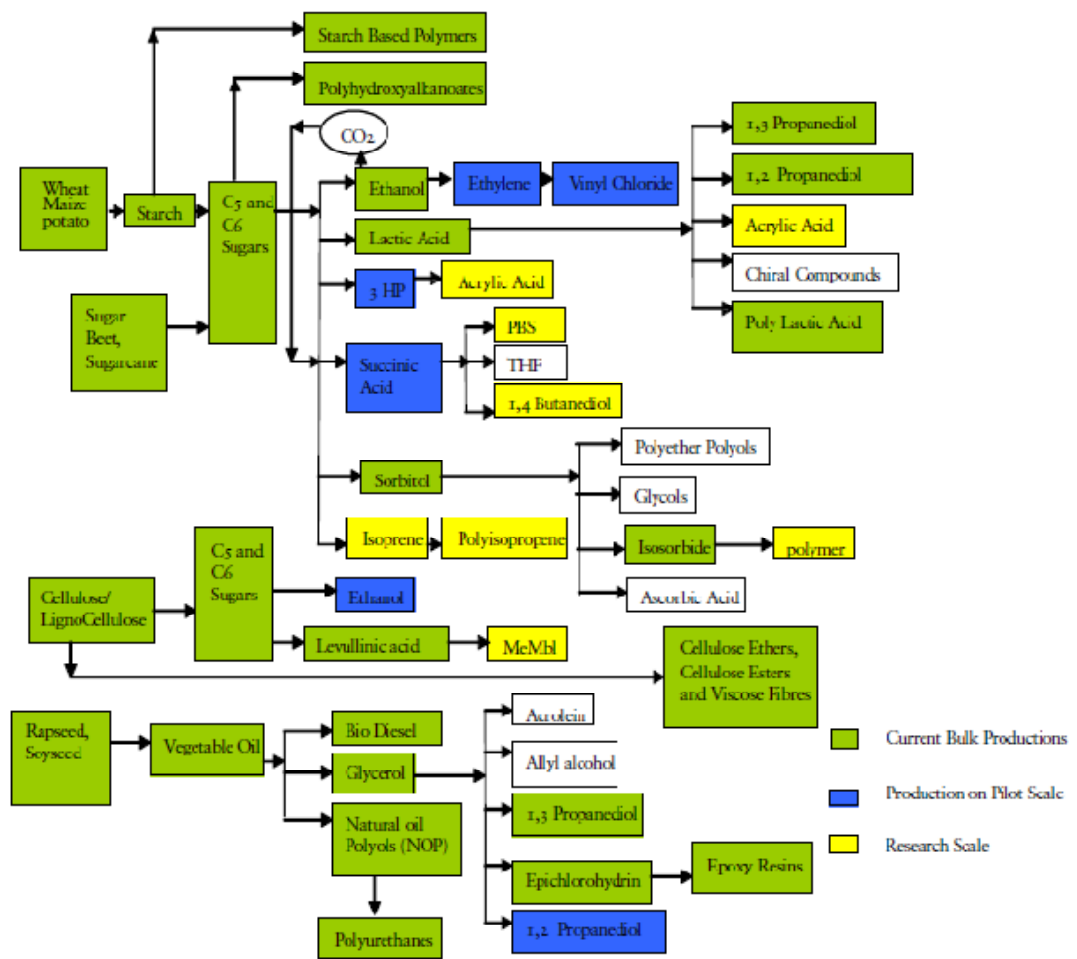 Starch Based Polymers
Polyhydroxyalkanoates
CO2
1,3 Propanediol
Wheat
Maize
potato
Starch
C5 and
C6
Sugars
Ethanol
Ethylene
Vinyl Chloride
1,2 Propanediol
Lactic Acid
Acrylic Acid
3 HP
Acrylic Acid
Chiral Compounds
Sugar
Beet,
Sugarcane
PBS
Poly Lactic Acid
Succinic
Acid
THF
1,4 Butanediol
Polyether Polyols
Sorbitol
Glycols
Isoprene
Polyisopropene
Isosorbide
polymer
C5 and
C6
Sugars
Cellulose/
LignoCellulose
Ethanol
Ascorbic Acid
Levullinic acid
MeMbl
Cellulose Ethers,
Cellulose Esters
and Viscose Fibres
Rapseed,
Soyseed
Vegetable Oil
Bio Diesel
Acrolein
Glycerol
Allyl alcohol
Natural oil
Polyols (NOP)
1,3 Propanediol
Epichlorohydrin
Epoxy Resins
Polyurethanes
1,2 Propanediol
Current Bulk Productions
Production on Pilot Scale
Research Scale